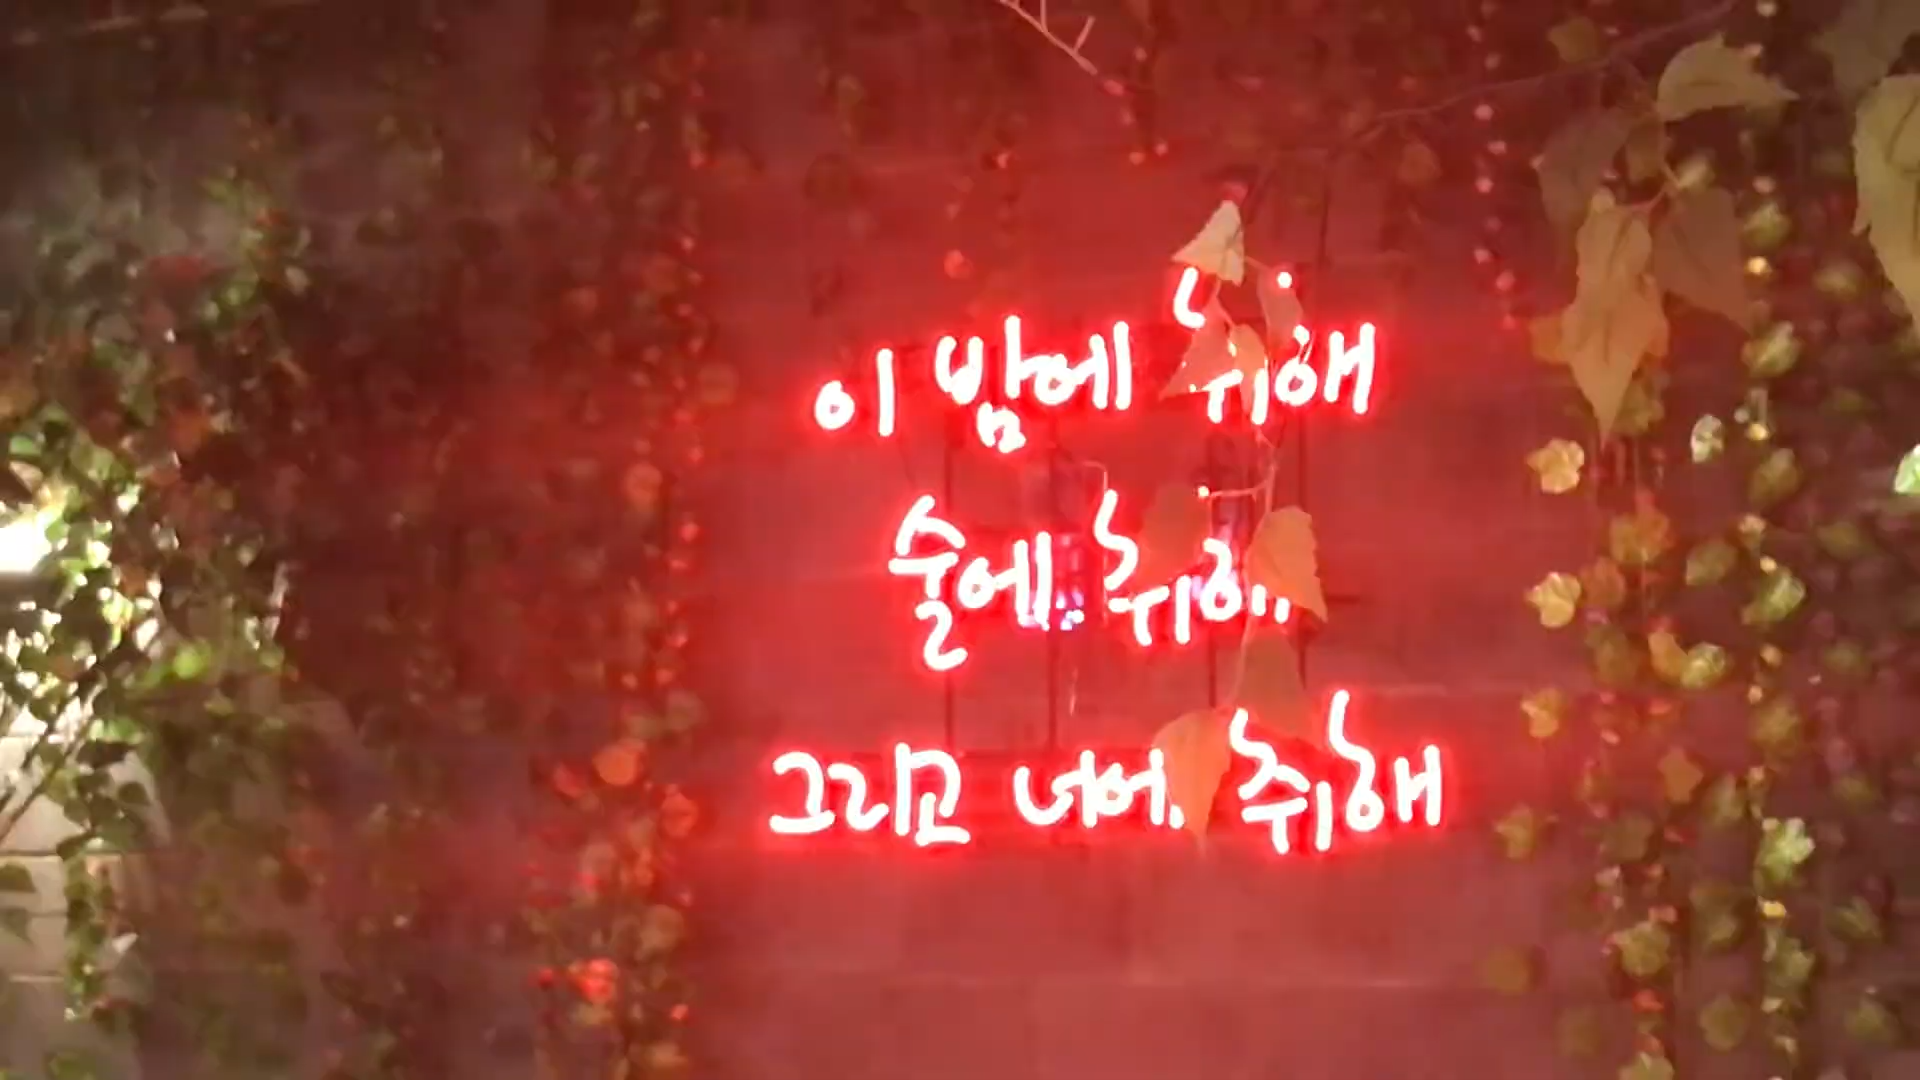 이 밤에 취해
술에 취해
그리고 너에 취해